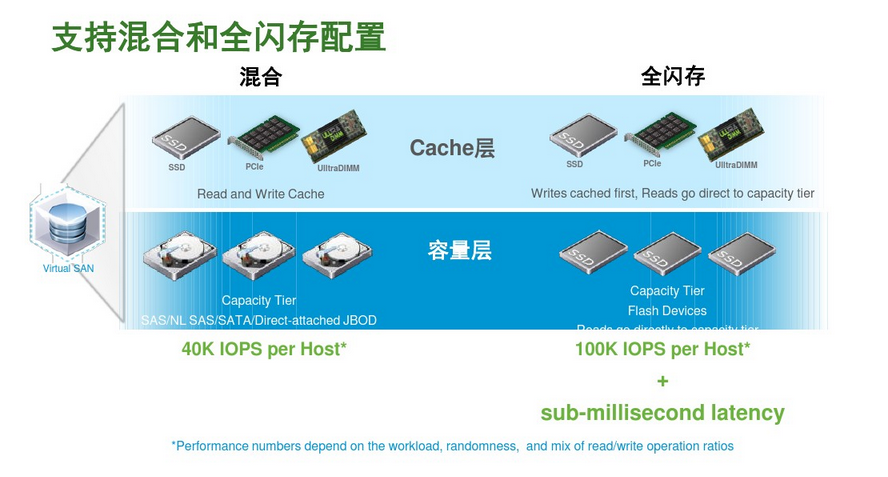 支持混合和全闪存配置
混合
全闪存
SSD
PCIe
UlltraDIMM
Cache层
SSD
PCIe
UlltraDIMM
Read and Write Cache
Writes cached first, Reads go direct to capacity tier
SSD
SSD
容量层
SSD
SSD
SSD
Virtual SAN
Capacity Tier
SAS/NL SAS/SATA/Direct-attached JBOD
Capacity Tier
Flash Devices
Reads go directly to capacity tier
40K IOPS per Host*
100K IOPS per Host*
+
sub-millisecond latency
*Performance numbers depend on the workload, randomness, and mix of read/write operation ratios